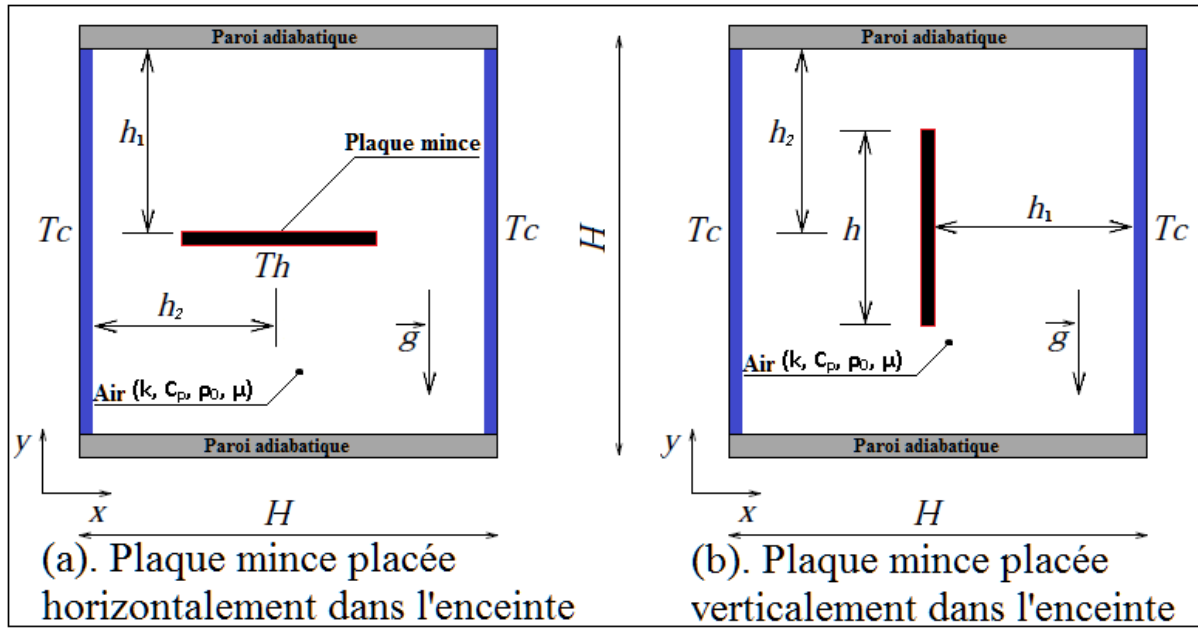 Paroi adiabatique
h₁
Plaque mince
Tc
Tc
Th
h₂
g
Air (k, Cₚ, ρ₀, μ)
Paroi adiabatique
y
x
H
(a). Plaque mince placée
horizontalement dans l'enceinte
H
Paroi adiabatique
h₂
h
h₁
Tc
Tc
g
Air (k, Cₚ, ρ₀, μ)
Paroi adiabatique
y
x
H
(b). Plaque mince placée
verticalement dans l'enceinte